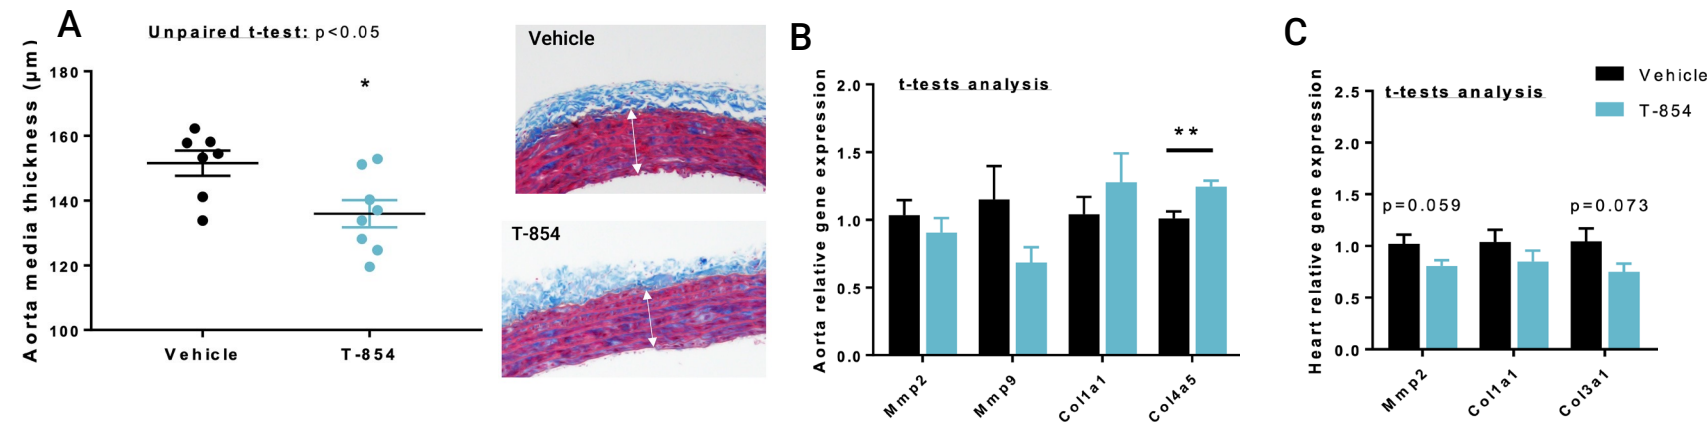 A
Unpaired t-test: p<0.05
Aorta media thickness (µm)
180
160
140
120
100
*
Vehicle
T-854
Vehicle
T-854
B
t-tests analysis
Aorta relative gene expression
2.0
1.5
1.0
0.5
0.0
**
Mmp2
Mmp9
Col1a1
Col4a5
C
t-tests analysis
Heart relative gene expression
2.5
2.0
1.5
1.0
0.5
0.0
p=0.059
p=0.073
Mmp2
Col1a1
Col3a1
Vehicle
T-854